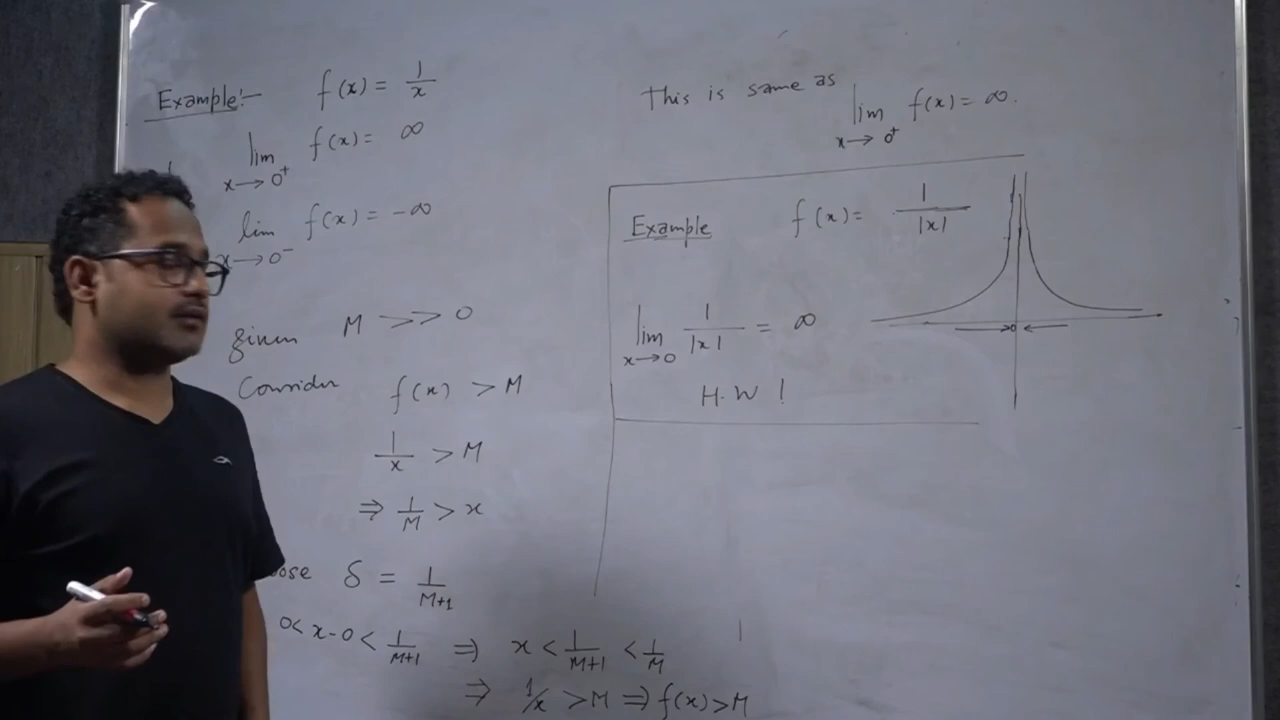 Example:- f(x) = 1/x
lim x→0⁺ f(x) = ∞
lim x→0⁻ f(x) = -∞
given M >> 0
Consider f(x) > M
1/x > M
⇒ 1/M > x
δ = 1/(M+1)
0 < x-0 < 1/(M+1) ⇒ x < 1/(M+1) < 1/M
⇒ 1/x > M ⇒ f(x) > M
This is same as lim x→0⁺ f(x) = ∞.
Example f(x) = 1/|x|
lim x→0 1/|x| = ∞
H.W !
0